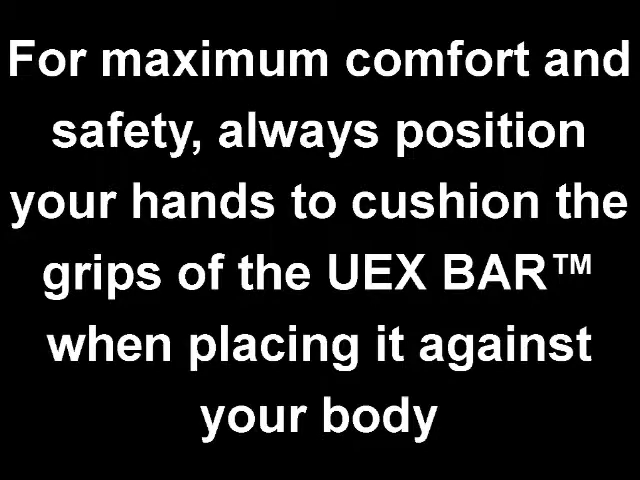 For maximum comfort and
safety, always position
your hands to cushion the
grips of the UEX BAR™
when placing it against
your body